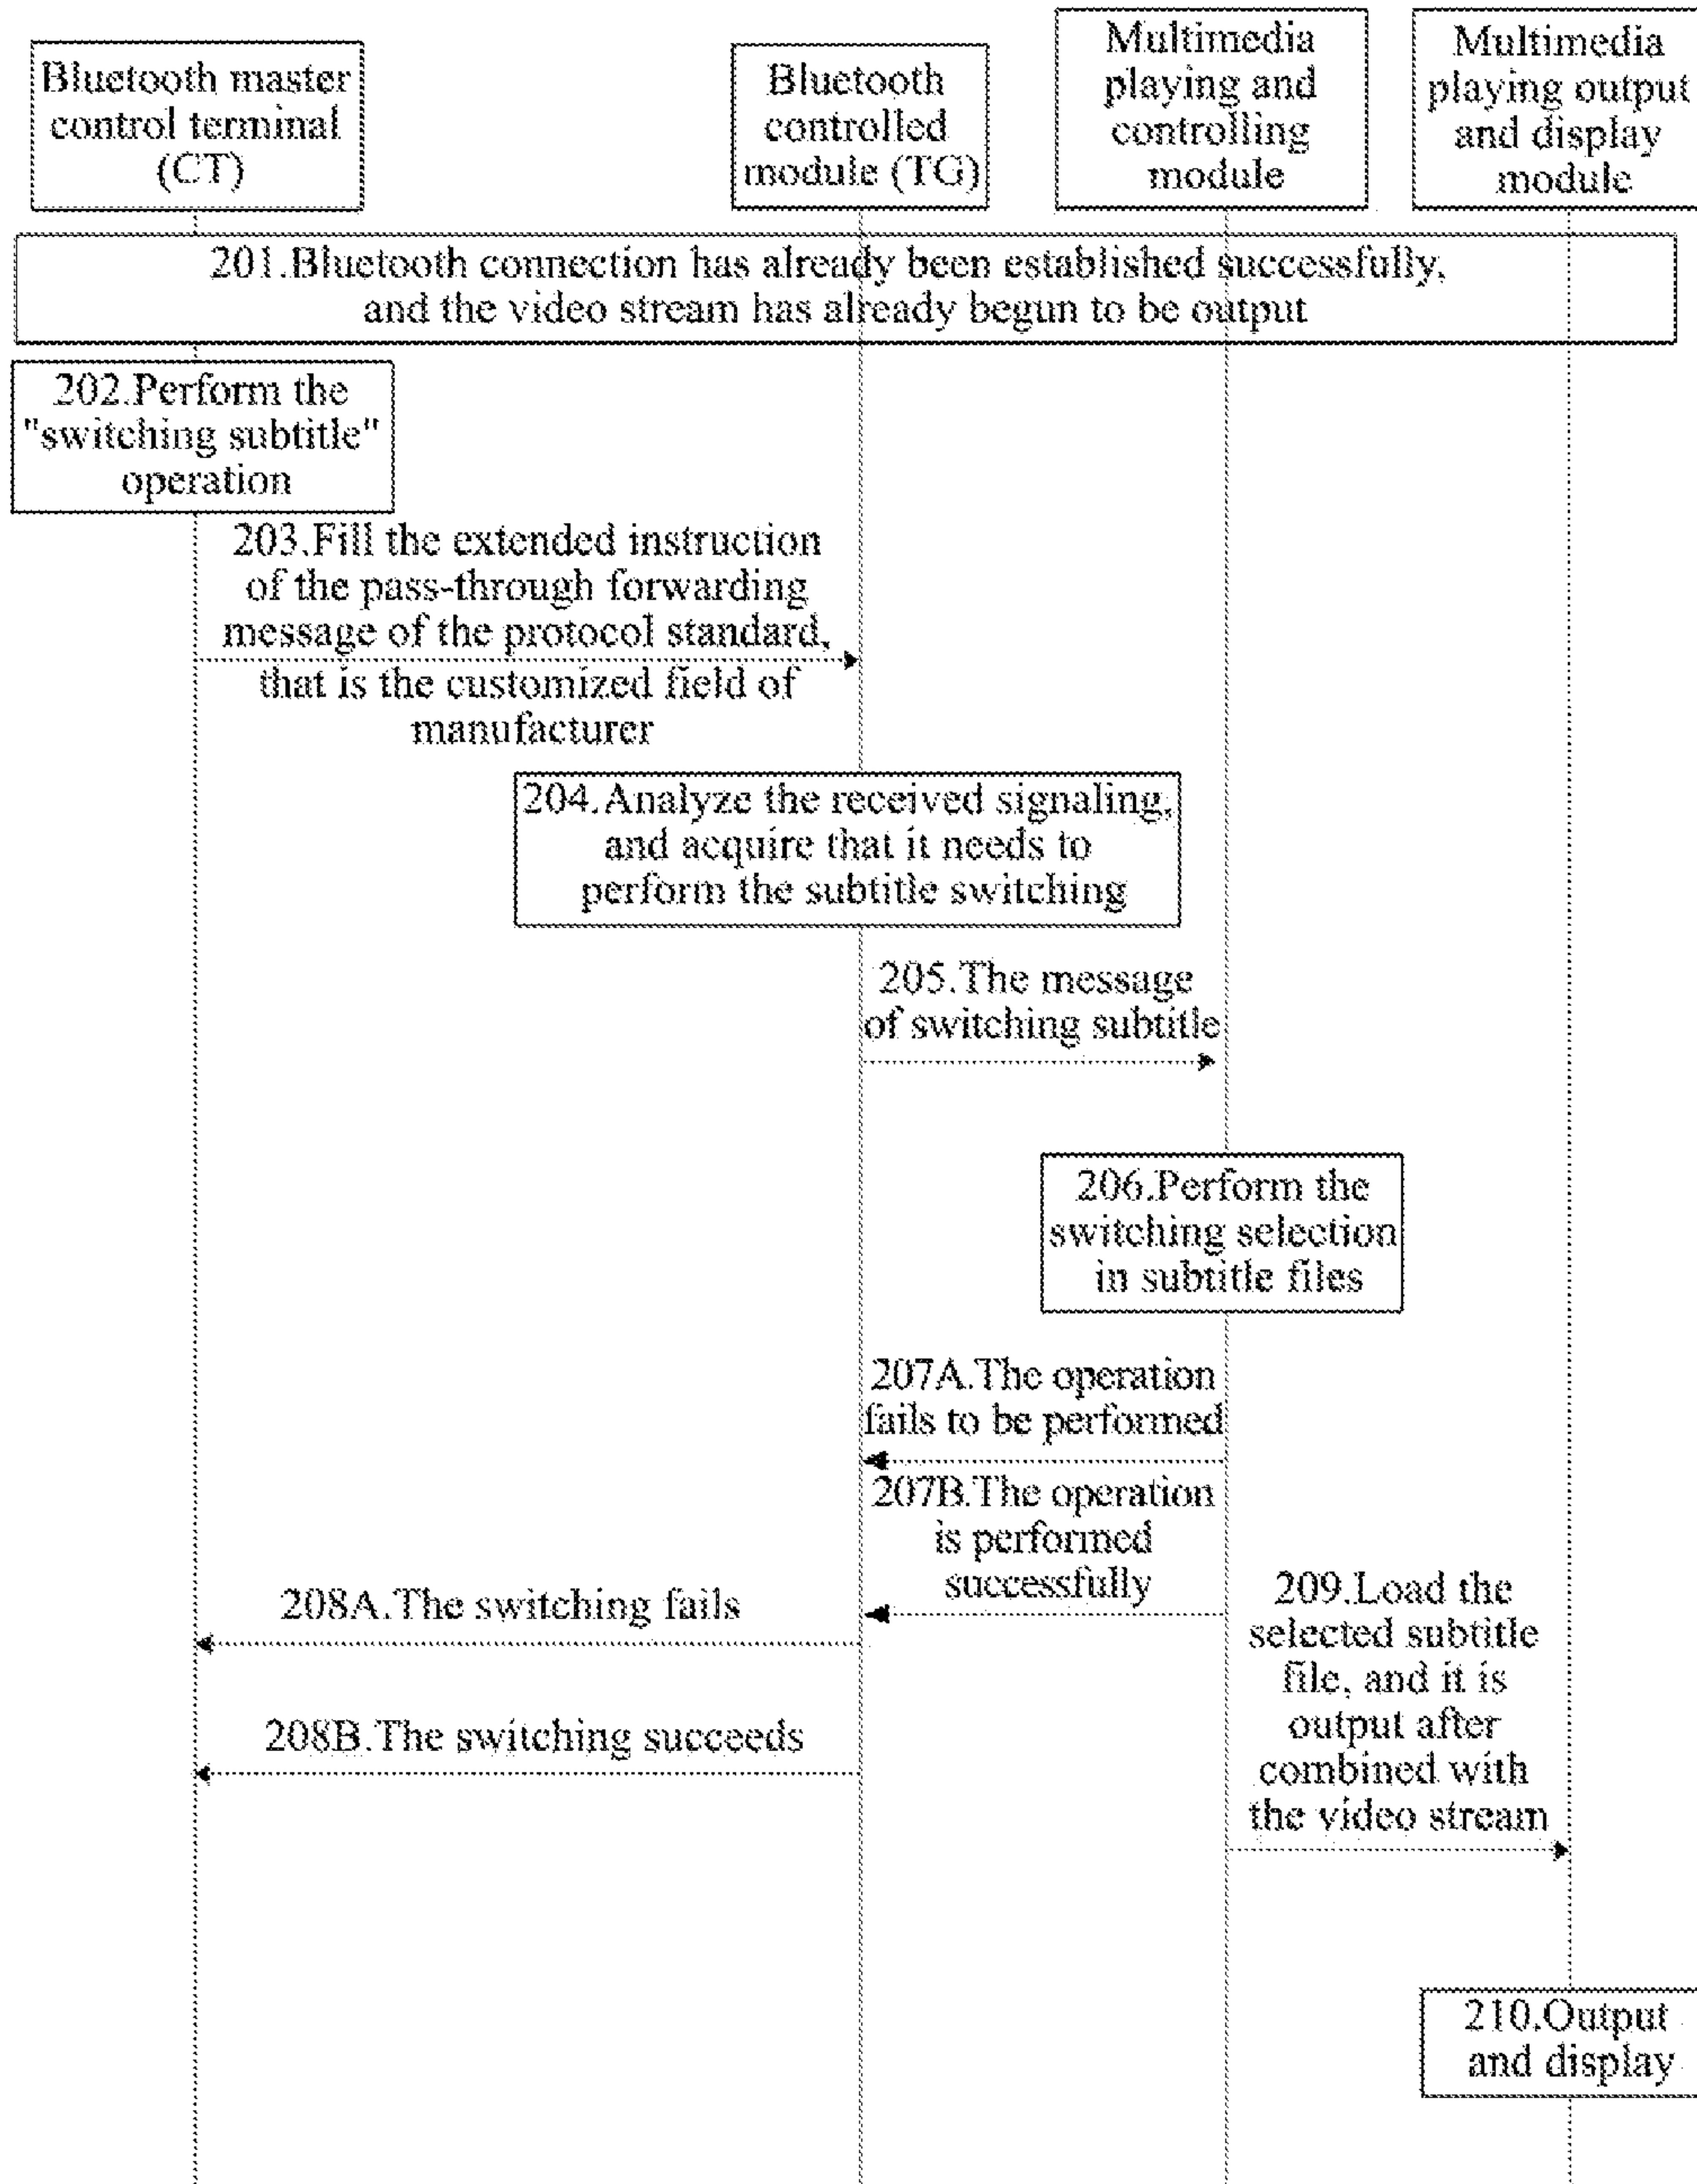 Bluetooth master
control terminal
(CT)
Bluetooth
controlled
module (TG)
Multimedia
playing and
controlling
module
Multimedia
playing output
and display
module
201.Bluetooth connection has already been established successfully,
and the video stream has already begun to be output
202.Perform the
"switching subtitle"
operation
203.Fill the extended instruction
of the pass-through forwarding
message of the protocol standard,
that is the customized field of
manufacturer
204.Analyze the received signaling,
and acquire that it needs to
perform the subtitle switching
205.The message
of switching subtitle
206.Perform the
switching selection
in subtitle files
207A.The operation
fails to be performed
207B.The operation
is performed
successfully
208A.The switching fails
208B.The switching succeeds
209.Load the
selected subtitle
file, and it is
output after
combined with
the video stream
210.Output
and display